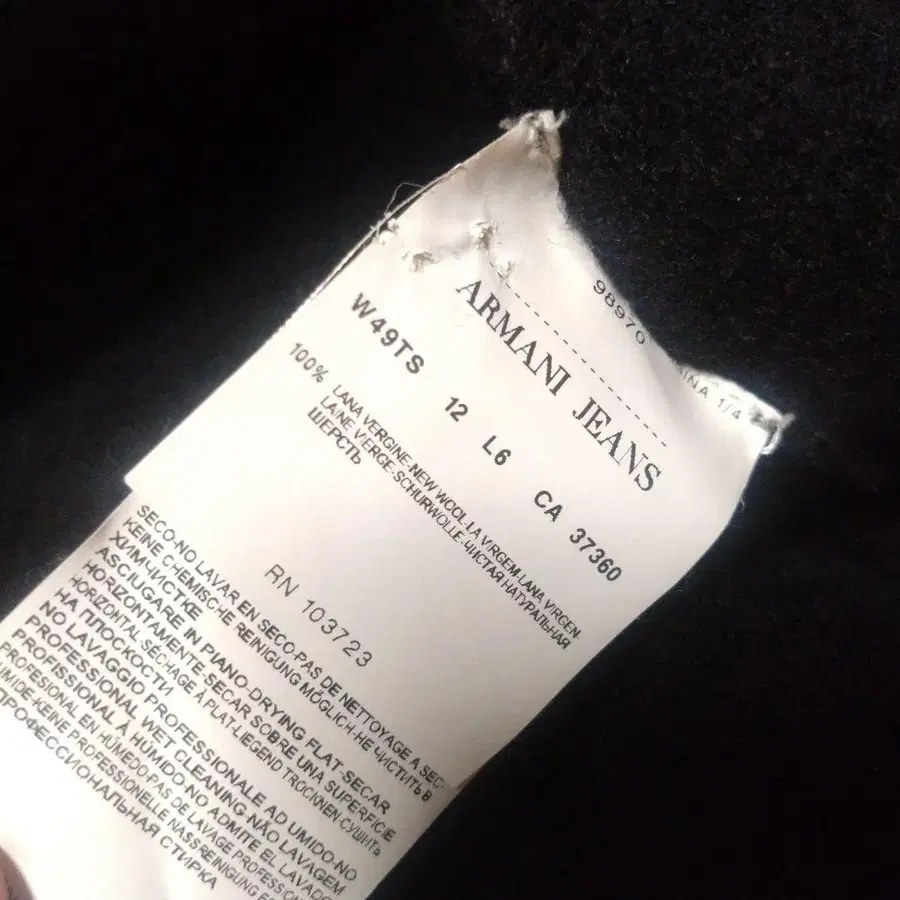 98970
INA 1/4
ARMANI JEANS
W49TS 12 L6 CA 37360
100% LANA VERGINE-NEW WOOL-LA VIRGEM-LANA VIRGEN-
LAINE VIERGE-SCHURWOLLE-ЧИСТАЯ НАТУРАЛЬНАЯ
ШЕРСТЬ
RN 103723
SECO-NO LAVAR EN SECO-PAS DE NETTOYAGE A SEC-
KEINE CHEMISCHE REINIGUNG MÖGLICH-НЕ ЧИСТИТЬ В
ХИМЧИСТКЕ
ASCIUGARE IN PIANO-DRYING FLAT-SECAR
HORIZONTAMENTE-SECAR SOBRE UNA SUPERFICIE
HORIZONTAL-SÉCHAGE À PLAT-LIEGEND TROCKNEN-СУШИТЬ
НА ПЛОСКОСТИ
NO LAVAGGIO PROFESSIONALE AD UMIDO-NO
PROFESSIONAL WET CLEANING-NÃO LAVAGEM
PROFISSIONAL A HÚMIDO-NO ADMITE EL LAVADO
PROFESIONAL EN HÚMEDO-PAS DE LAVAGE PROFESSION
KEINE PROFESSIONELLE NASSREINIGUNG
ПРОФЕССИОНАЛЬНАЯ СТИРКА